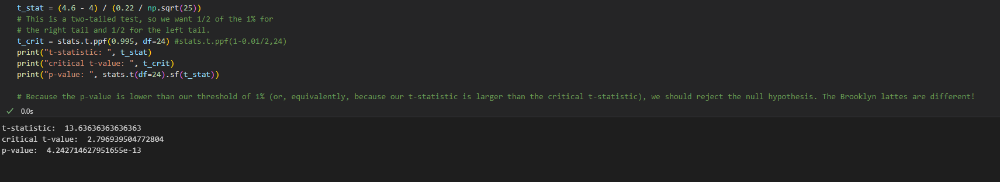 t_stat = (4.6 - 4) / (0.22 / np.sqrt(25))
# This is a two-tailed test, so we want 1/2 of the 1% for
# the right tail and 1/2 for the left tail.
t_crit = stats.t.ppf(0.995, df=24) #stats.t.ppf(1-0.01/2,24)
print("t-statistic: ", t_stat)
print("critical t-value: ", t_crit)
print("p-value: ", stats.t(df=24).sf(t_stat))
# Because the p-value is lower than our threshold of 1% (or, equivalently, because our t-statistic is larger than the critical t-statistic), we should reject the null hypothesis. The Brooklyn lattes are different!
0.0s
t-statistic:  13.63636363636363
critical t-value:  2.796939504772804
p-value:  4.242714627951655e-13